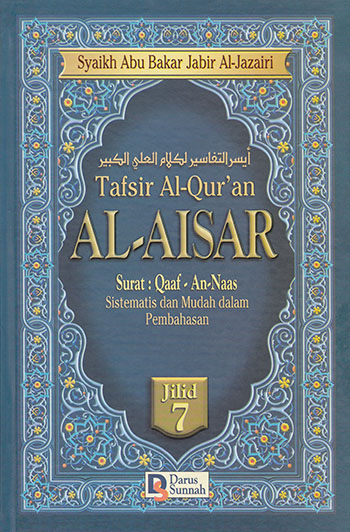 Syaikh Abu Bakar Jabir Al-Jazairi
أيسر التفاسير لكلام العلي الكبير
Tafsir Al-Qur'an
AL-AISAR
Surat : Qaaf - An-Naas
Sistematis dan Mudah dalam
Pembahasan
Jilid
7
DS
Darus
Sunnah